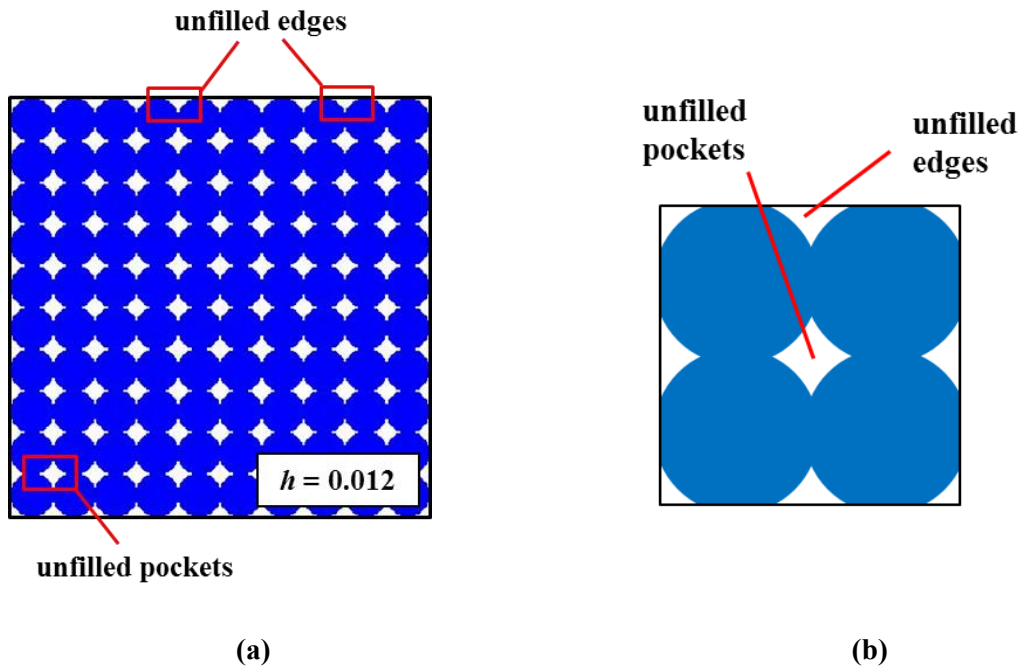 unfilled edges
unfilled
pockets
unfilled
edges
h = 0.012
unfilled pockets
(a)
(b)